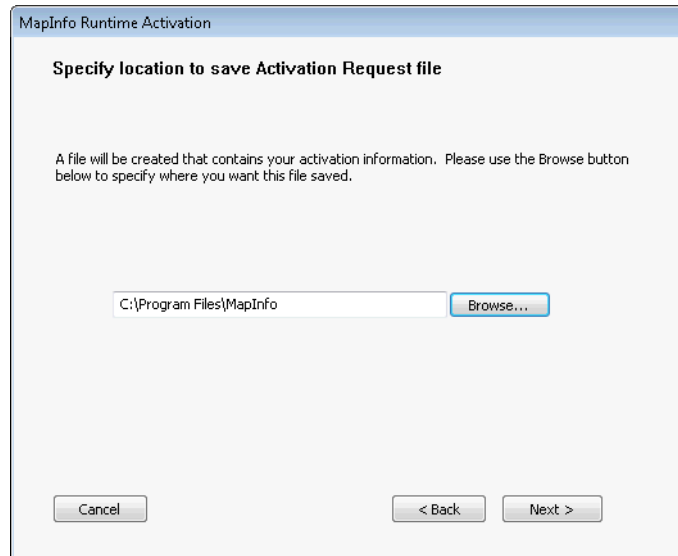 MapInfo Runtime Activation
Specify location to save Activation Request file
A file will be created that contains your activation information. Please use the Browse button
below to specify where you want this file saved.
C:\Program Files\MapInfo
Browse...
Cancel
< Back
Next >